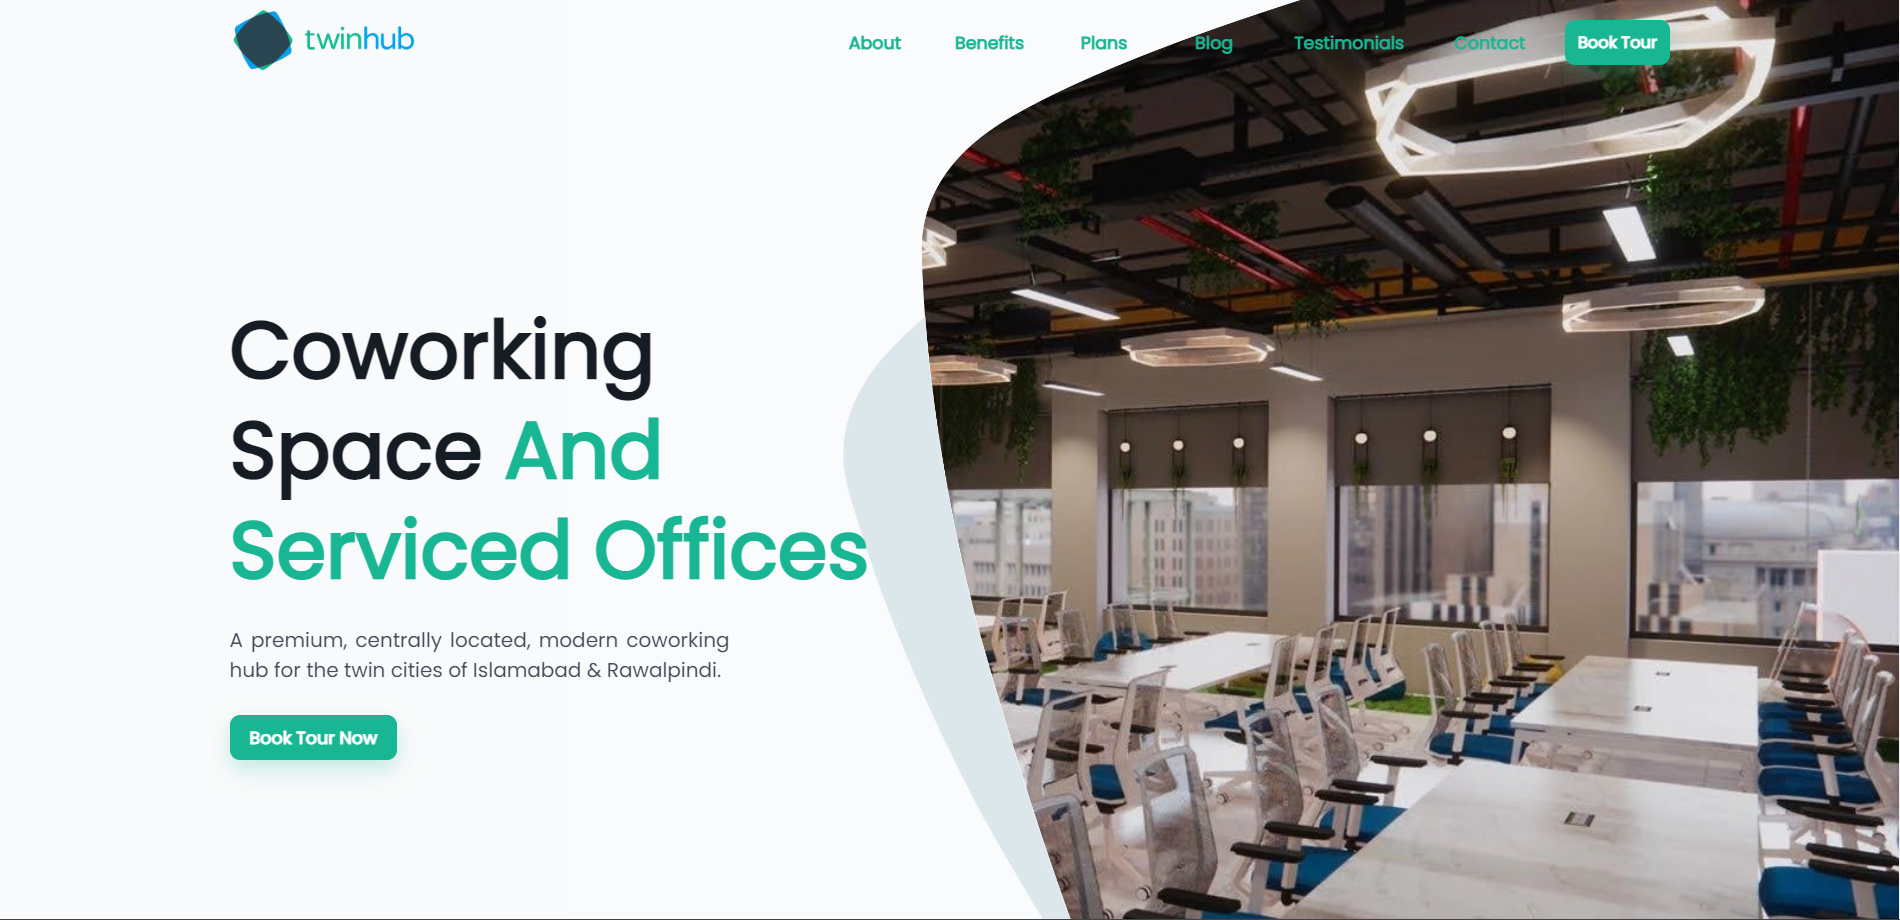 twinhub
About Benefits Plans Blog Testimonials Contact Book Tour
Coworking
Space And
Serviced Offices
A premium, centrally located, modern coworking
hub for the twin cities of Islamabad & Rawalpindi.
Book Tour Now